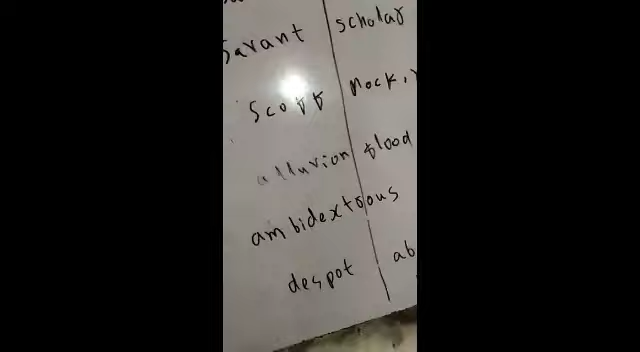 Savant scholar
Scoff mock,
alluvion flood
ambidextrous
despot ab